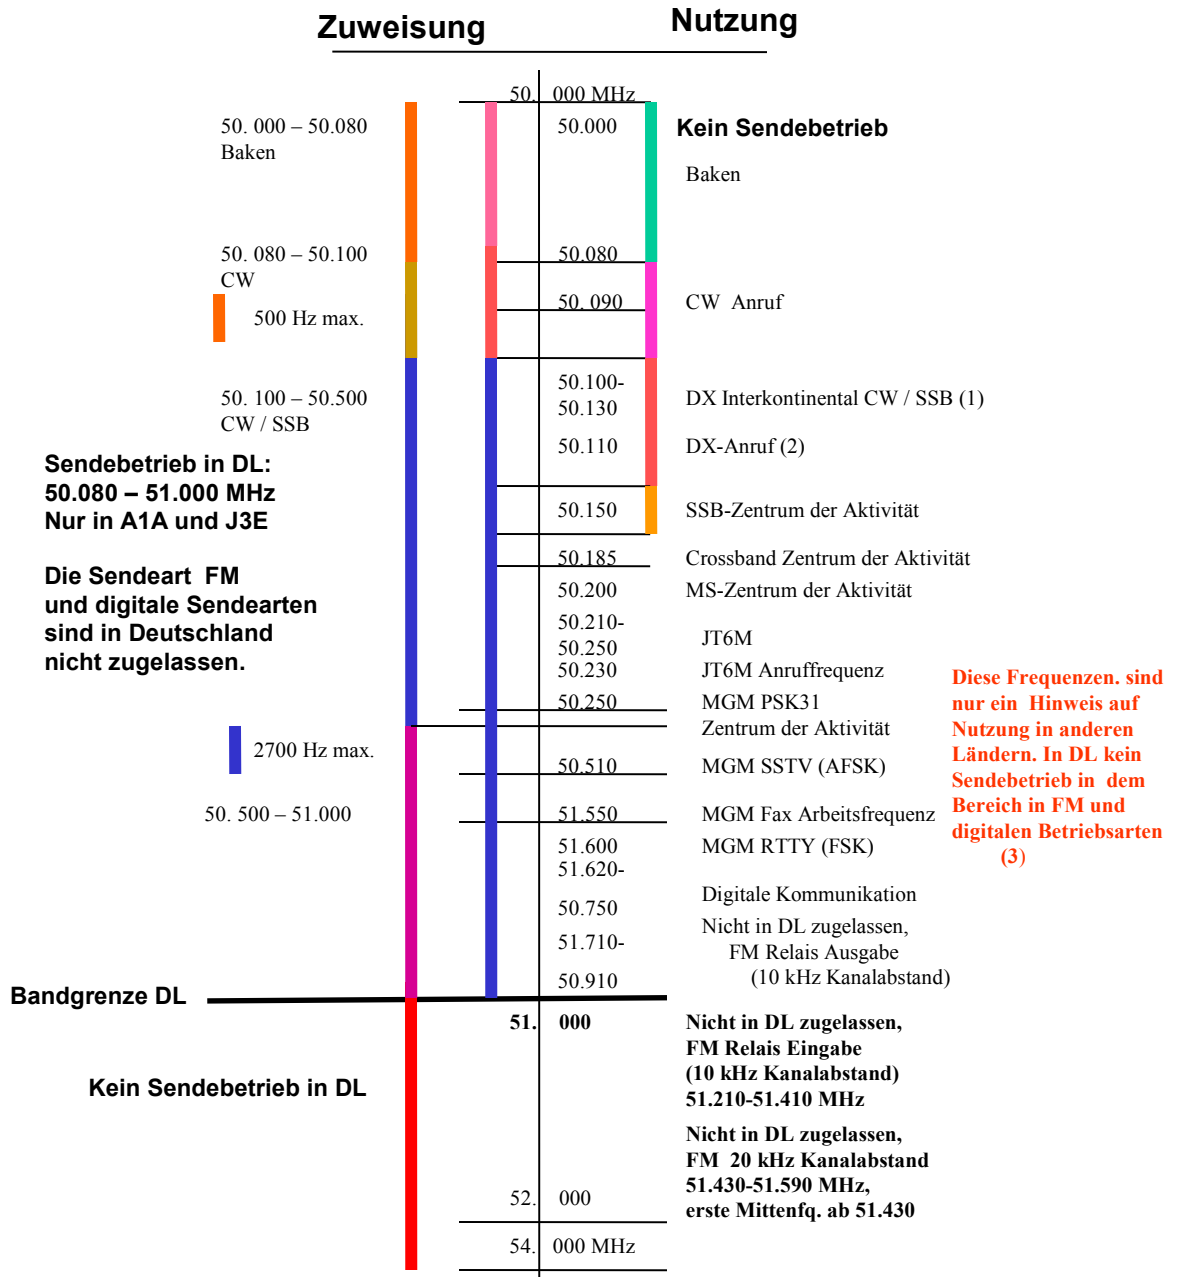 Zuweisung
Nutzung
50. 000 MHz
50. 000 – 50.080
Baken
50.000
Kein Sendebetrieb
Baken
50. 080 – 50.100
CW
50.080
500 Hz max.
50. 090
CW Anruf
50. 100 – 50.500
CW / SSB
50.100-
50.130
DX Interkontinental CW / SSB (1)
50.110
DX-Anruf (2)
Sendebetrieb in DL:
50.080 – 51.000 MHz
Nur in A1A und J3E
50.150
SSB-Zentrum der Aktivität
50.185
Crossband Zentrum der Aktivität
Die Sendeart FM
und digitale Sendearten
sind in Deutschland
nicht zugelassen.
50.200
MS-Zentrum der Aktivität
50.210-
50.250
JT6M
50.230
JT6M Anruffrequenz
50.250
MGM PSK31
Zentrum der Aktivität
Diese Frequenzen. sind
nur ein Hinweis auf
Nutzung in anderen
Ländern. In DL kein
Sendebetrieb in dem
Bereich in FM und
digitalen Betriebsarten
(3)
2700 Hz max.
50.510
MGM SSTV (AFSK)
50. 500 – 51.000
51.550
MGM Fax Arbeitsfrequenz
51.600
MGM RTTY (FSK)
51.620-
50.750
Digitale Kommunikation
51.710-
50.910
Nicht in DL zugelassen,
FM Relais Ausgabe
(10 kHz Kanalabstand)
Bandgrenze DL
51. 000
Nicht in DL zugelassen,
FM Relais Eingabe
(10 kHz Kanalabstand)
51.210-51.410 MHz
Kein Sendebetrieb in DL
Nicht in DL zugelassen,
FM 20 kHz Kanalabstand
51.430-51.590 MHz,
erste Mittenfq. ab 51.430
52. 000
54. 000 MHz